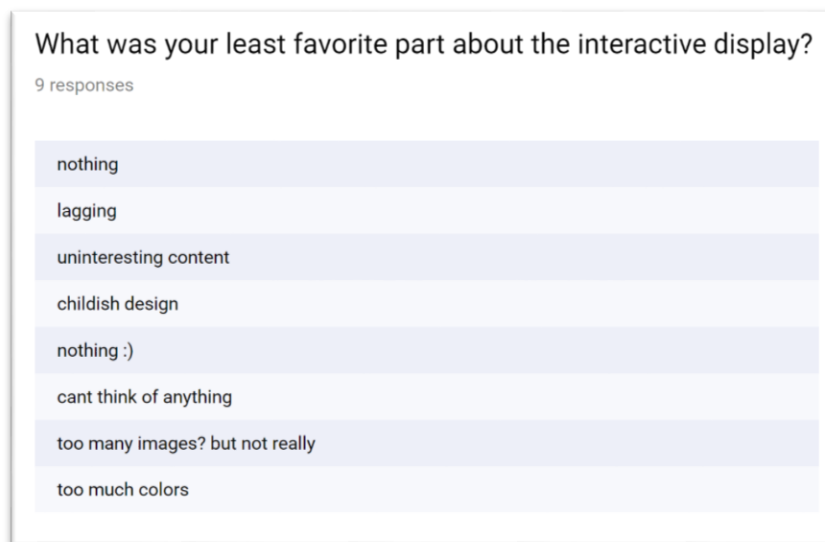 What was your least favorite part about the interactive display?
9 responses
nothing
lagging
uninteresting content
childish design
nothing :)
cant think of anything
too many images? but not really
too much colors